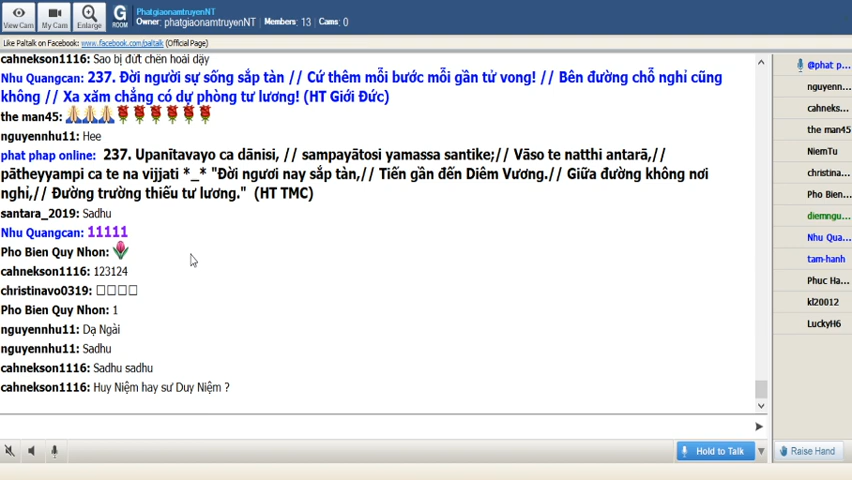 View Cam
My Cam
Enlarge
G
ROOM
PhatgiaonamtruyenNT
Owner: phatgiaonamtruyenNT Members: 13 Cams: 0
Like Paltalk on Facebook: www.facebook.com/paltalk (Official Page)
cahnekson1116: Sao bị đứt chến hoài dậy
Nhu Quangcan: 237. Đời người sự sống sắp tàn // Cứ thêm mỗi bước mỗi gần tử vong! // Bên đường chỗ nghỉ cũng
không // Xa xăm chẳng có dự phòng tư lương! (HT Giới Đức)
the man45:
nguyennhu11: Hee
phat phap online: 237. Upanītavayo ca dānisi, // sampayātosi yamassa santike;// Vāso te natthi antarā,//
pātheyyampi ca te na vijjati *_* "Đời ngươi nay sắp tàn,// Tiến gần đến Diêm Vương.// Giữa đường không nơi
nghỉ,// Đường trường thiếu tư lương." (HT TMC)
santara_2019: Sadhu
Nhu Quangcan: 11111
Pho Bien Quy Nhon:
cahnekson1116: 123124
christinavo0319: □□□□
Pho Bien Quy Nhon: 1
nguyennhu11: Dạ Ngài
nguyennhu11: Sadhu
cahnekson1116: Sadhu sadhu
cahnekson1116: Huy Niệm hay sư Duy Niệm ?
@phat p...
nguyenn...
cahneks...
the man45
NiemTu
christina...
Pho Bien...
diemngu...
Nhu Qua...
tam-hanh
Phuc Ha...
kl20012
LuckyH6
Hold to Talk
Raise Hand